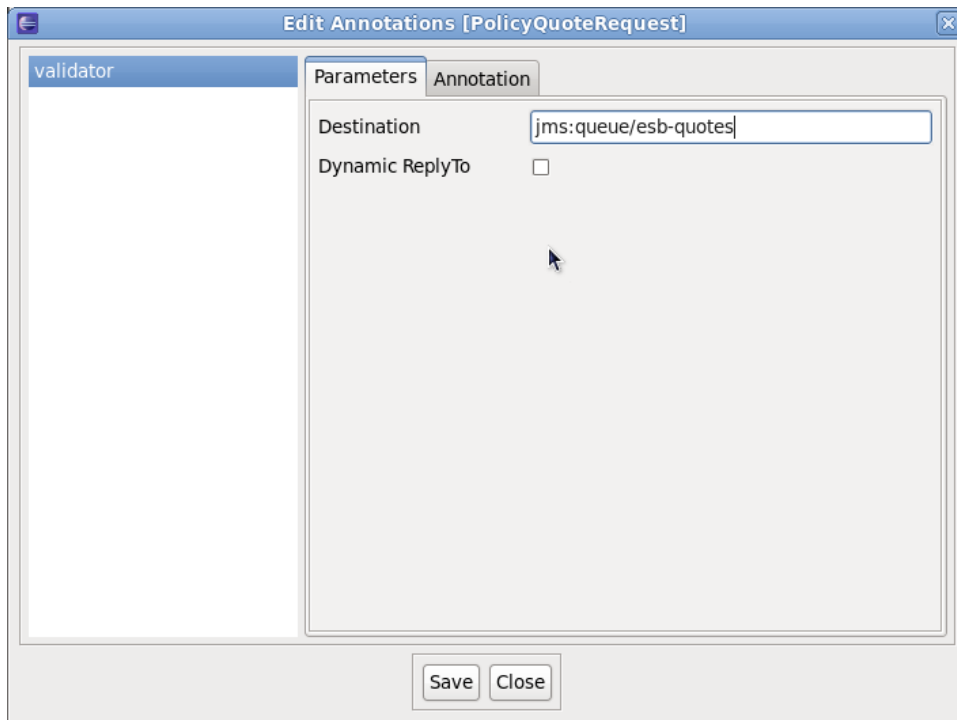 Edit Annotations [PolicyQuoteRequest]
validator
Parameters Annotation
Destination jms:queue/esb-quotes
Dynamic ReplyTo
Save Close